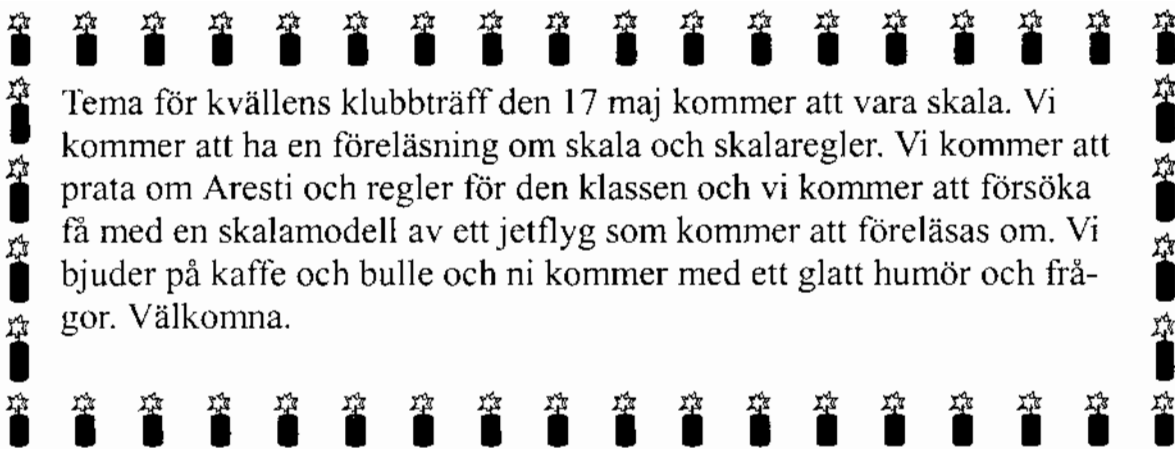 Tema för kvällens klubbträff den 17 maj kommer att vara skala. Vi
kommer att ha en föreläsning om skala och skalaregler. Vi kommer att
prata om Aresti och regler för den klassen och vi kommer att försöka
få med en skalamodell av ett jetflyg som kommer att föreläsas om. Vi
bjuder på kaffe och bulle och ni kommer med ett glatt humör och frå-
gor. Välkomna.